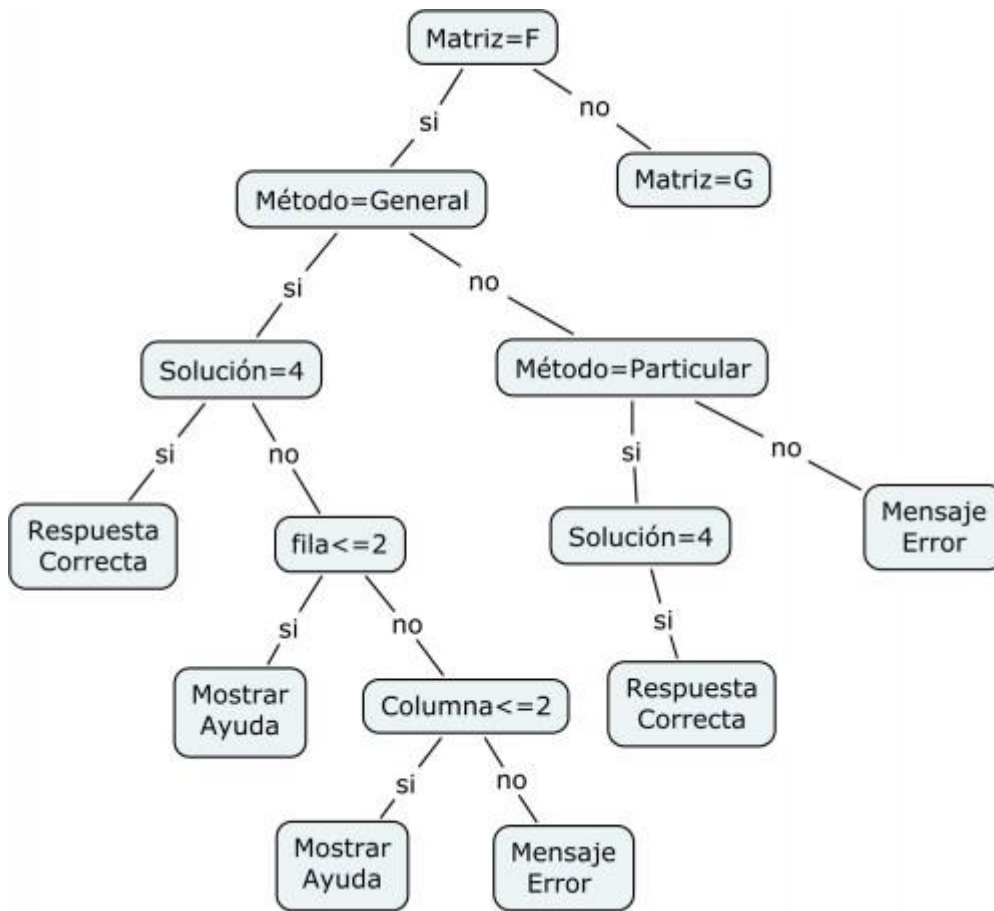 Matriz=F
si
no
Matriz=G
Método=General
si
no
Solución=4
Método=Particular
si
no
si
no
Respuesta
Correcta
fila<=2
Solución=4
Mensaje
Error
si
no
si
Mostrar
Ayuda
Columna<=2
Respuesta
Correcta
si
no
Mostrar
Ayuda
Mensaje
Error